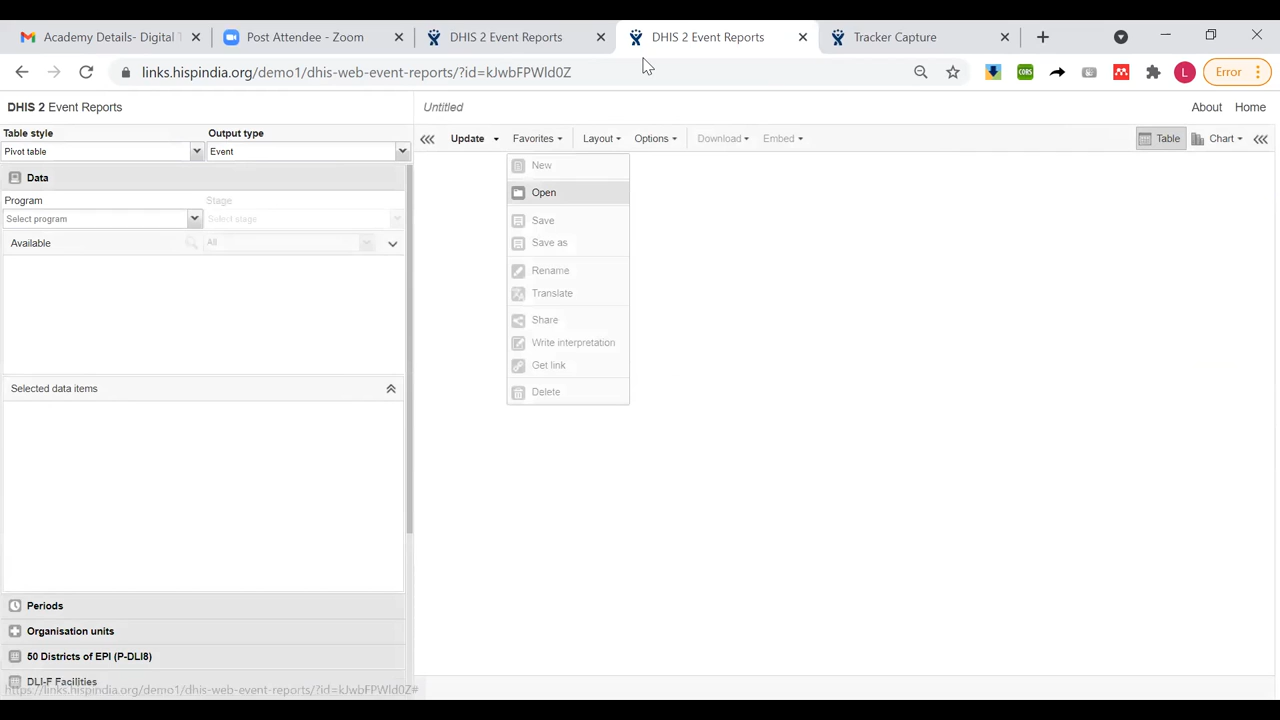 Academy Details- Digital T
Post Attendee - Zoom
DHIS 2 Event Reports
DHIS 2 Event Reports
Tracker Capture
links.hispindia.org/demo1/dhis-web-event-reports/?id=kJwbFPWld0Z
CORS
L
Error
DHIS 2 Event Reports
Untitled
About
Home
Table style
Output type
Update
Favorites
Layout
Options
Download
Embed
Table
Chart
Pivot table
Event
Data
Program
Stage
Select program
Select stage
Available
All
New
Open
Save
Save as
Rename
Translate
Share
Write interpretation
Get link
Delete
Selected data items
Periods
Organisation units
50 Districts of EPI (P-DLI8)
DLI-F Facilities
https://links.hispindia.org/demo1/dhis-web-event-reports/?id=kJwbFPWld0Z#